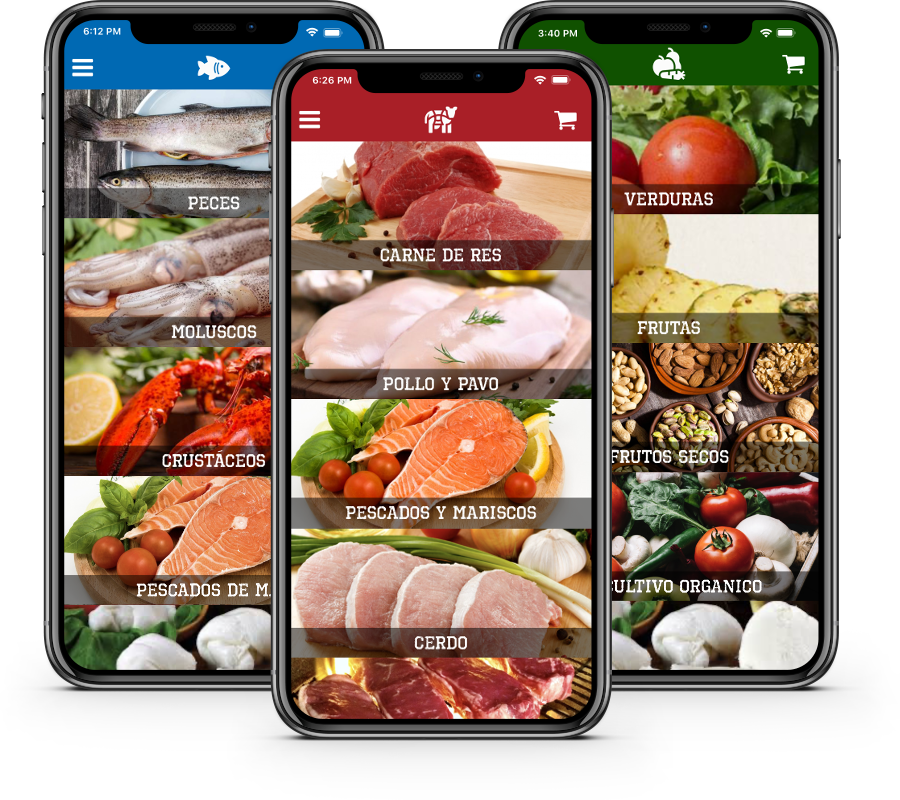 6:12 PM
PECES
MOLUSCOS
CRUSTÁCEOS
PESCADOS DE M
6:26 PM
CARNE DE RES
POLLO Y PAVO
PESCADOS Y MARISCOS
CERDO
3:40 PM
VERDURAS
FRUTAS
FRUTOS SECOS
CULTIVO ORGANICO